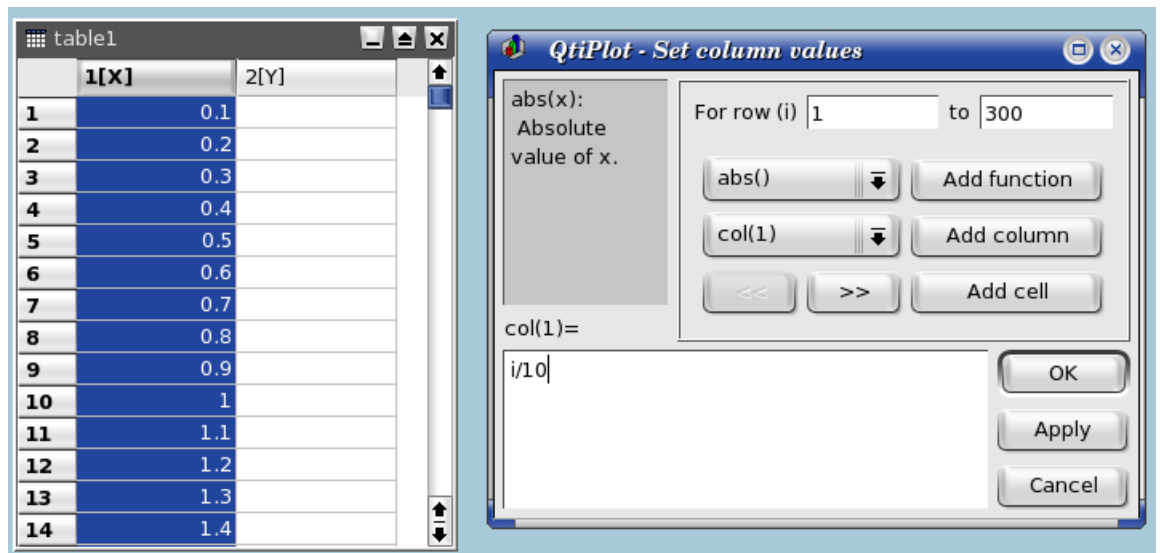 table1
1[X] 2[Y]
1 0.1
2 0.2
3 0.3
4 0.4
5 0.5
6 0.6
7 0.7
8 0.8
9 0.9
10 1
11 1.1
12 1.2
13 1.3
14 1.4
QtiPlot - Set column values
abs(x):
Absolute
value of x.
For row (i) 1 to 300
abs() Add function
col(1) Add column
<< >> Add cell
col(1)=
i/10
OK
Apply
Cancel